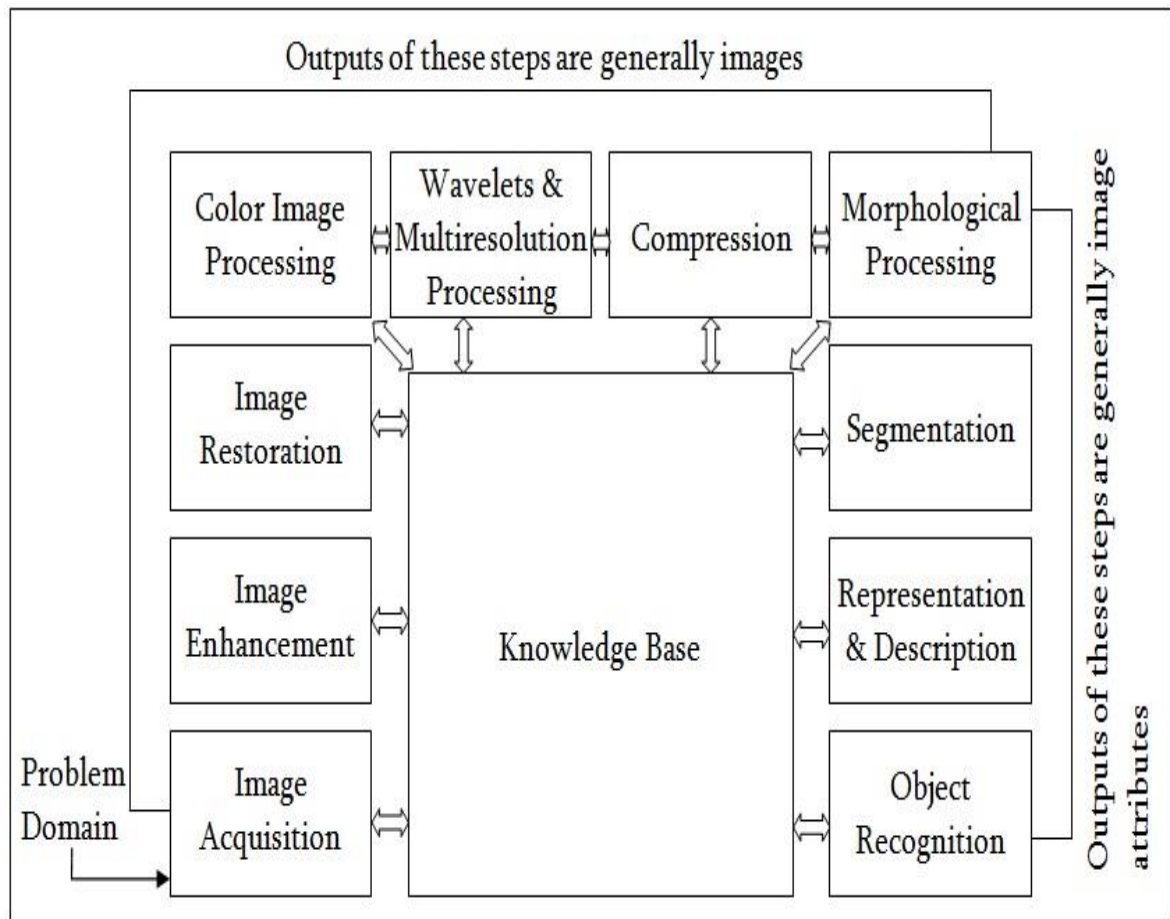 Outputs of these steps are generally images
Color Image
Processing
Wavelets &
Multiresolution
Processing
Compression
Morphological
Processing
Image
Restoration
Segmentation
Image
Enhancement
Knowledge Base
Representation
& Description
Problem
Domain
Image
Acquisition
Object
Recognition
Outputs of these steps are generally image
attributes